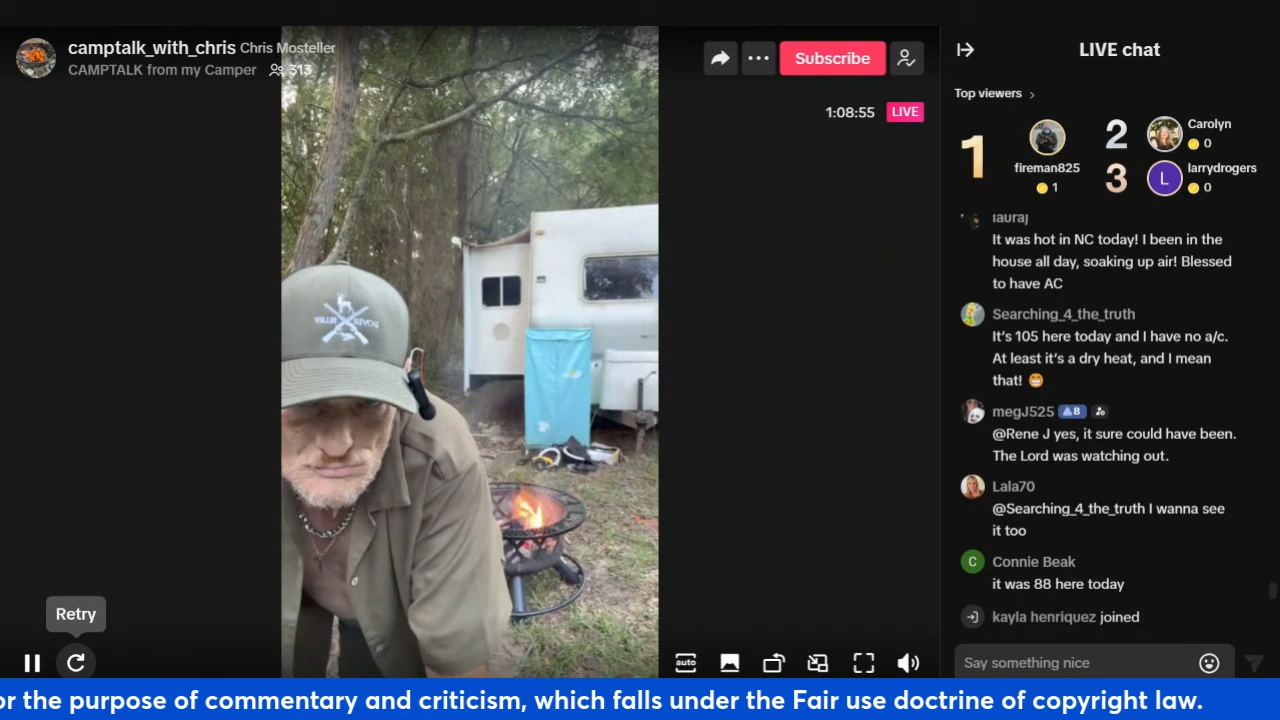 camptalk_with_chris Chris Mosteller
CAMPTALK from my Camper 313
Subscribe
1:08:55 LIVE
LIVE chat
Top viewers
1
fireman825
1
2
Carolyn
0
3
L
larrydrogers
0
lauraj
It was hot in NC today! I been in the
house all day, soaking up air! Blessed
to have AC
Searching_4_the_truth
It's 105 here today and I have no a/c.
At least it's a dry heat, and I mean
that! 😁
megJ525 8
@Rene J yes, it sure could have been.
The Lord was watching out.
Lala70
@Searching_4_the_truth I wanna see
it too
C
Connie Beak
it was 88 here today
kayla henriquez joined
Say something nice
Retry
auto
or the purpose of commentary and criticism, which falls under the Fair use doctrine of copyright law.